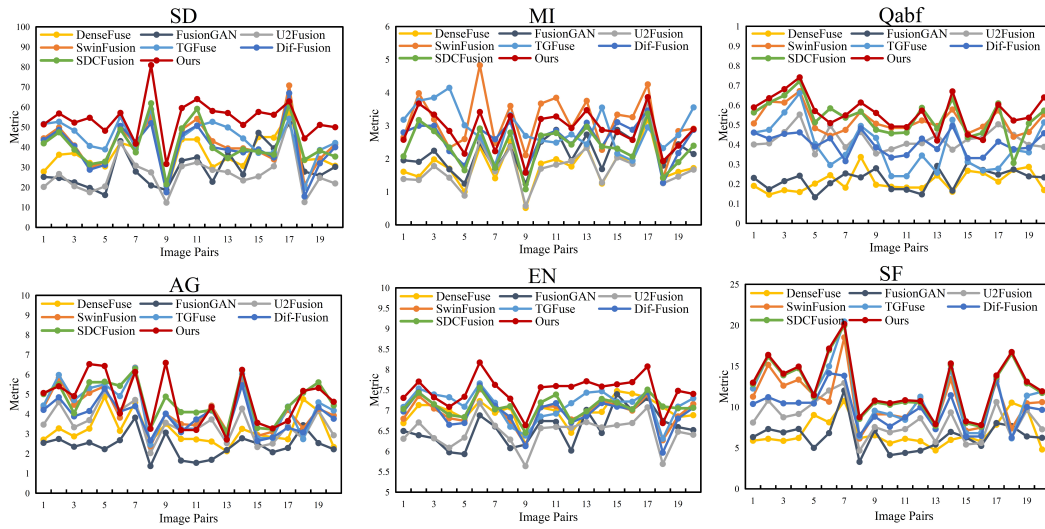 SD
Metric
100
90
80
70
60
50
40
30
20
10
0
DenseFuse FusionGAN U2Fusion
SwinFusion TGFuse Dif-Fusion
SDCFusion Ours
1 3 5 7 9 11 13 15 17 19
Image Pairs
MI
Metric
6
5
4
3
2
1
0
DenseFuse FusionGAN U2Fusion
SwinFusion TGFuse Dif-Fusion
SDCFusion Ours
1 3 5 7 9 11 13 15 17 19
Image Pairs
Qabf
Metric
1
0.9
0.8
0.7
0.6
0.5
0.4
0.3
0.2
0.1
0
DenseFuse FusionGAN U2Fusion
SwinFusion TGFuse Dif-Fusion
SDCFusion Ours
1 3 5 7 9 11 13 15 17 19
Image Pairs
AG
Metric
10
9
8
7
6
5
4
3
2
1
0
DenseFuse FusionGAN U2Fusion
SwinFusion TGFuse Dif-Fusion
SDCFusion Ours
1 3 5 7 9 11 13 15 17 19
Image Pairs
EN
Metric
10
9.5
9
8.5
8
7.5
7
6.5
6
5.5
5
DenseFuse FusionGAN U2Fusion
SwinFusion TGFuse Dif-Fusion
SDCFusion Ours
1 3 5 7 9 11 13 15 17 19
Image Pairs
SF
Metric
25
20
15
10
5
0
DenseFuse FusionGAN U2Fusion
SwinFusion TGFuse Dif-Fusion
SDCFusion Ours
1 3 5 7 9 11 13 15 17 19
Image Pairs